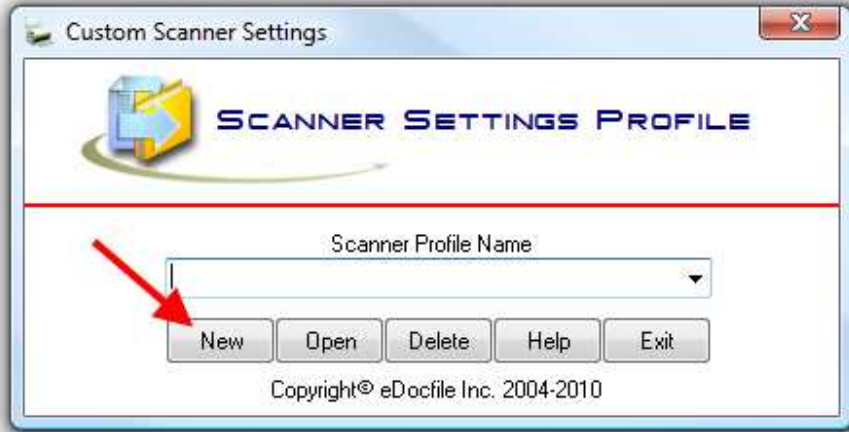 Custom Scanner Settings
SCANNER SETTINGS PROFILE
Scanner Profile Name
New Open Delete Help Exit
Copyright© eDocfile Inc. 2004-2010